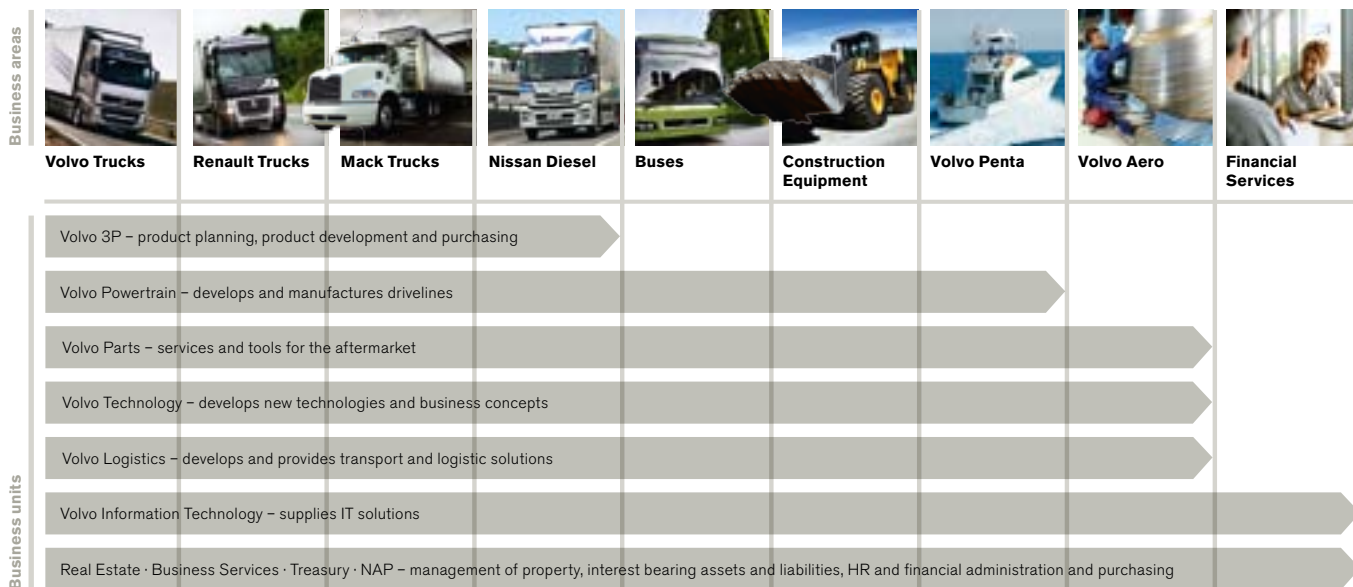 Business areas
Volvo Trucks
Renault Trucks
Mack Trucks
Nissan Diesel
Buses
Construction
Equipment
Volvo Penta
Volvo Aero
Financial
Services
Business units
Volvo 3P – product planning, product development and purchasing
Volvo Powertrain – develops and manufactures drivelines
Volvo Parts – services and tools for the aftermarket
Volvo Technology – develops new technologies and business concepts
Volvo Logistics – develops and provides transport and logistic solutions
Volvo Information Technology – supplies IT solutions
Real Estate · Business Services · Treasury · NAP – management of property, interest bearing assets and liabilities, HR and financial administration and purchasing